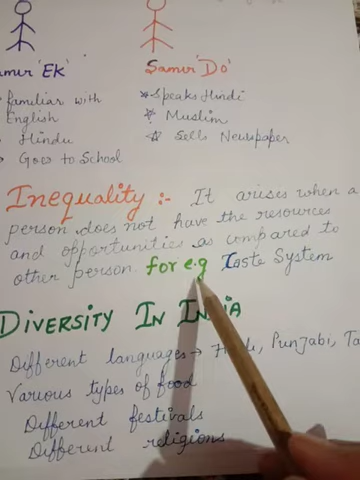 Samir 'Ek' Samir 'Do'
familiar with English
Hindu
Goes to School
Speaks Hindi
Muslim
Sells Newspaper
Inequality :- It arises when a
person does not have the resources
and opportunities as compared to
other person. for e.g Caste System
DIVERSITY IN INDIA
Different languages → Punjabi,
Various types of food
Different festivals
Different religions